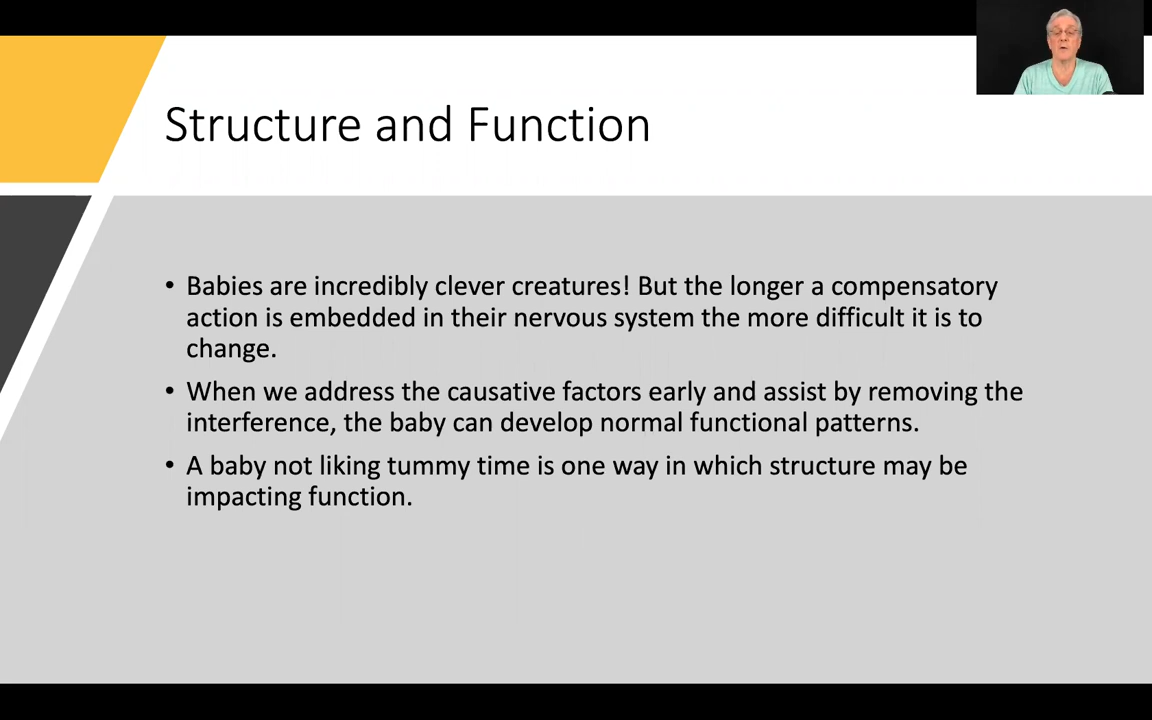 Structure and Function
• Babies are incredibly clever creatures! But the longer a compensatory
action is embedded in their nervous system the more difficult it is to
change.
• When we address the causative factors early and assist by removing the
interference, the baby can develop normal functional patterns.
• A baby not liking tummy time is one way in which structure may be
impacting function.